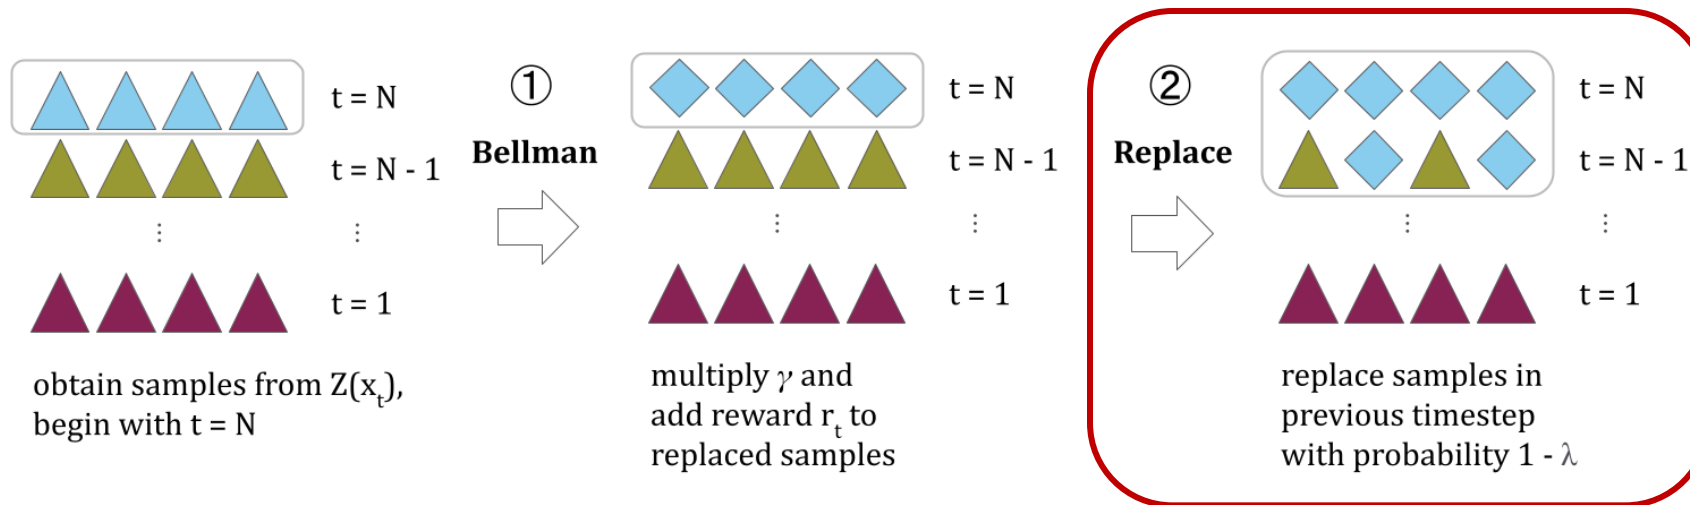 t = N
t = N - 1
⋮ ⋮
t = 1
obtain samples from Z(xₜ),
begin with t = N
①
Bellman
t = N
t = N - 1
⋮ ⋮
t = 1
multiply γ and
add reward rₜ to
replaced samples
②
Replace
t = N
t = N - 1
⋮ ⋮
t = 1
replace samples in
previous timestep
with probability 1 - λ